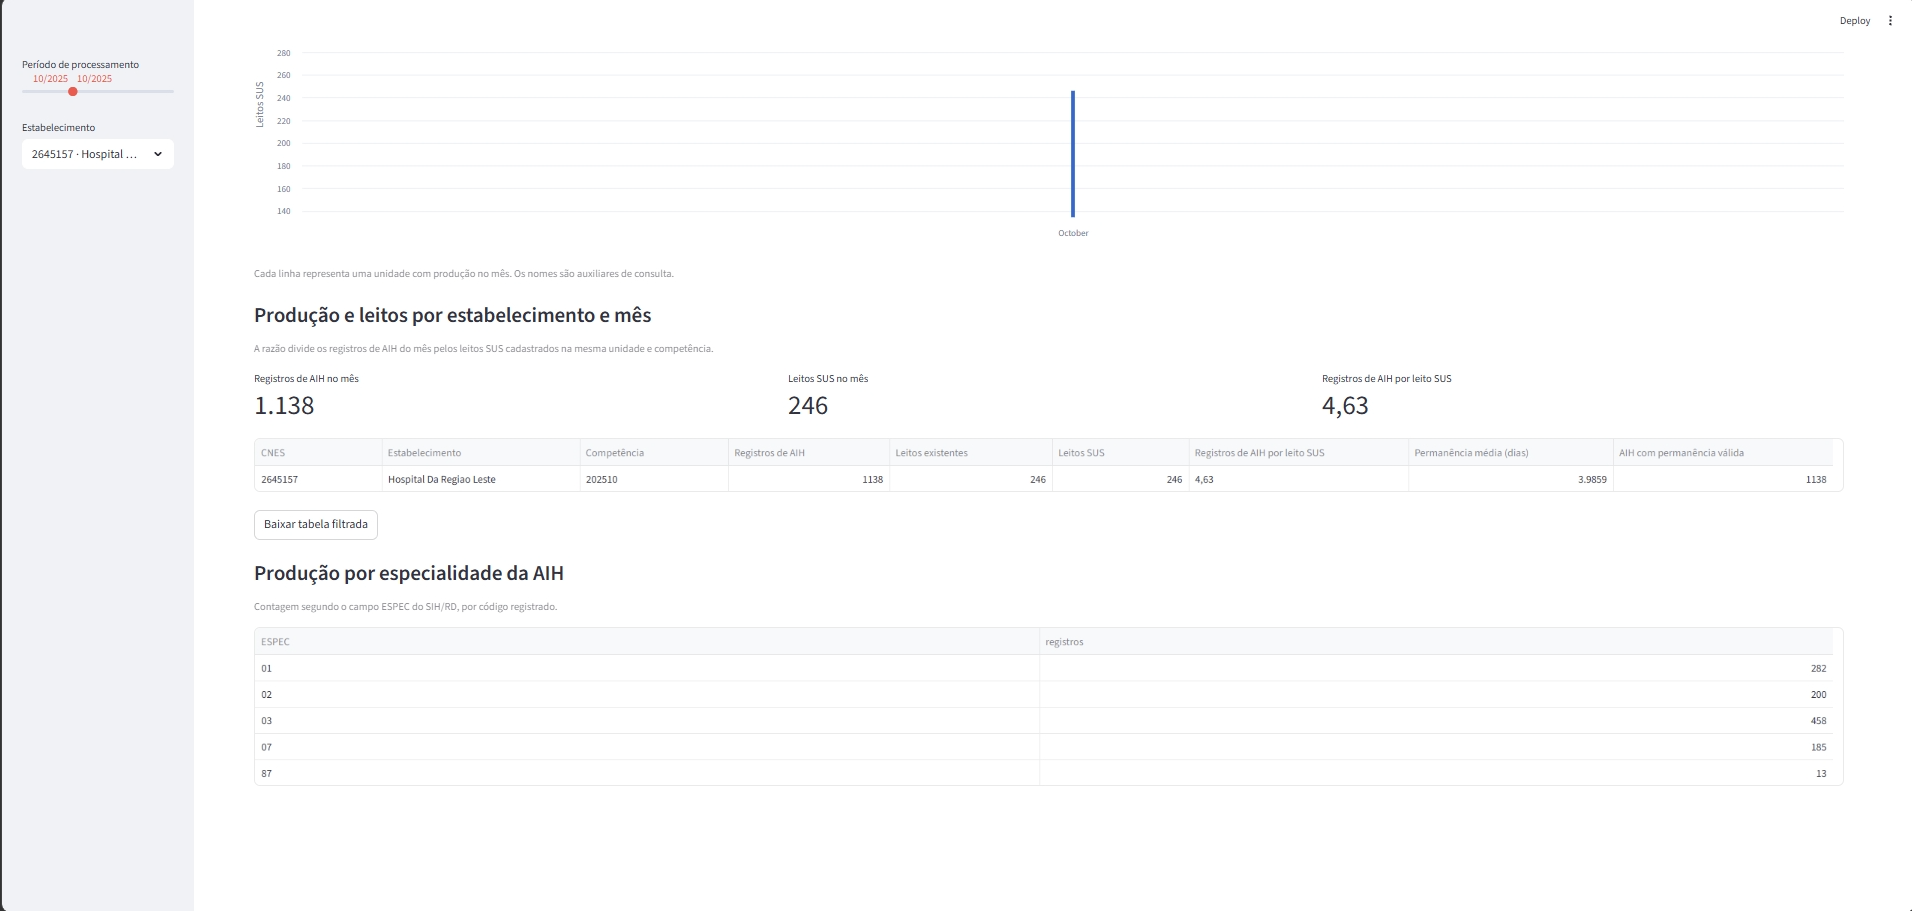 Deploy
Período de processamento
10/2025 10/2025
Estabelecimento
2645157 · Hospital ...
Leitos SUS
280
260
240
220
200
180
160
140
October
Cada linha representa uma unidade com produção no mês. Os nomes são auxiliares de consulta.
Produção e leitos por estabelecimento e mês
A razão divide os registros de AIH do mês pelos leitos SUS cadastrados na mesma unidade e competência.
Registros de AIH no mês Leitos SUS no mês Registros de AIH por leito SUS
1.138 246 4,63
CNES Estabelecimento Competência Registros de AIH Leitos existentes Leitos SUS Registros de AIH por leito SUS Permanência média (dias) AIH com permanência válida
2645157 Hospital Da Regiao Leste 202510 1138 246 246 4,63 3.9859 1138
Baixar tabela filtrada
Produção por especialidade da AIH
Contagem segundo o campo ESPEC do SIH/RD, por código registrado.
ESPEC registros
01 282
02 200
03 458
07 185
87 13